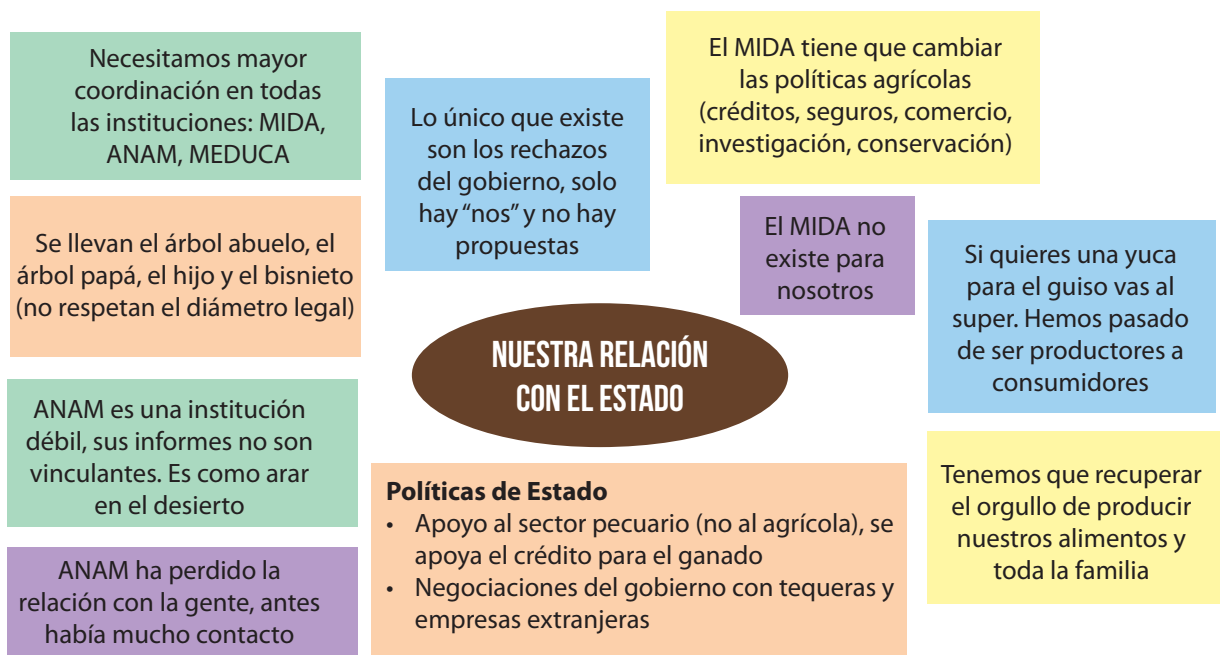 Necesitamos mayor
coordinación en todas
las instituciones: MIDA,
ANAM, MEDUCA
Se llevan el árbol abuelo, el
árbol papá, el hijo y el bisnieto
(no respetan el diámetro legal)
ANAM es una institución
débil, sus informes no son
vinculantes. Es como arar
en el desierto
ANAM ha perdido la
relación con la gente, antes
había mucho contacto
Lo único que existe
son los rechazos
del gobierno, solo
hay “nos” y no hay
propuestas
El MIDA tiene que cambiar
las políticas agrícolas
(créditos, seguros, comercio,
investigación, conservación)
El MIDA no
existe para
nosotros
Si quieres una yuca
para el guiso vas al
super. Hemos pasado
de ser productores a
consumidores
NUESTRA RELACIÓN
CON EL ESTADO
Políticas de Estado
• Apoyo al sector pecuario (no al agrícola), se
apoya el crédito para el ganado
• Negociaciones del gobierno con tequeras y
empresas extranjeras
Tenemos que recuperar
el orgullo de producir
nuestros alimentos y
toda la familia